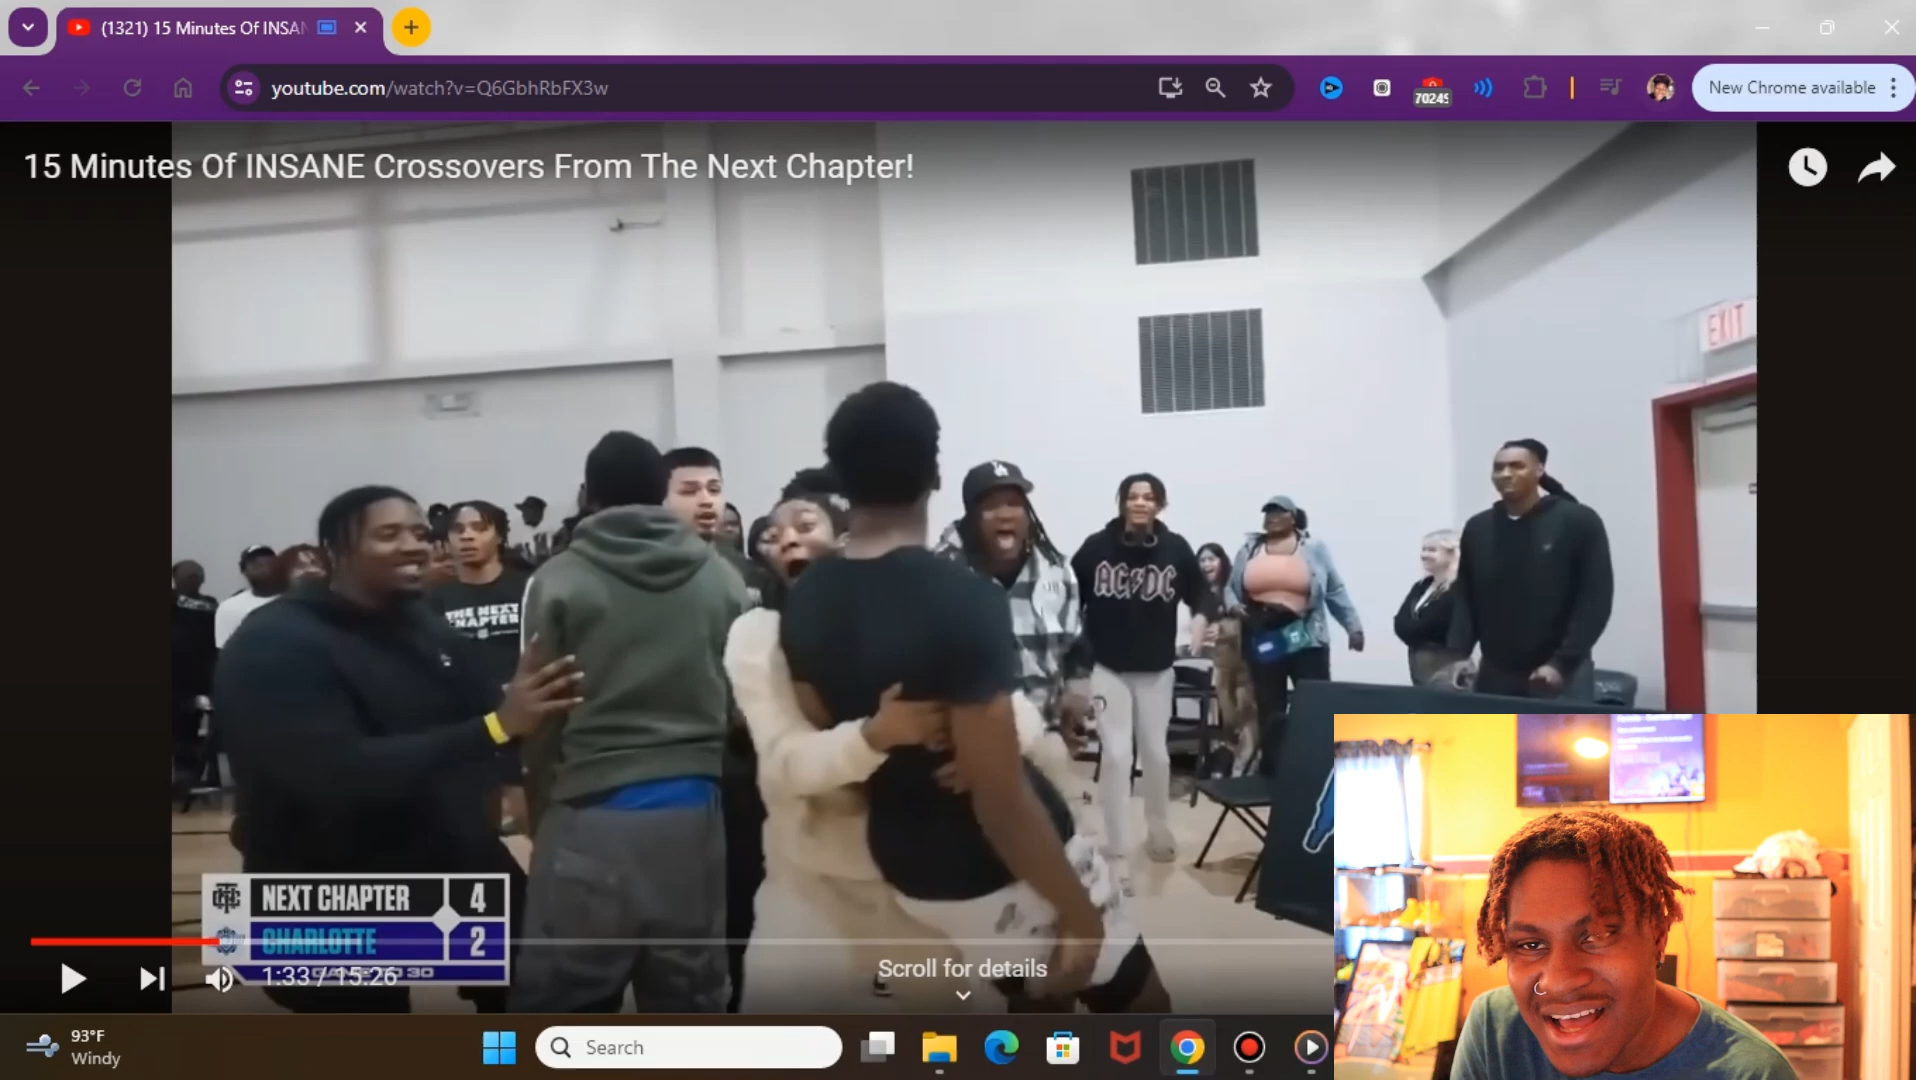 (1321) 15 Minutes Of INSAN
youtube.com/watch?v=Q6GbhRbFX3w
70245
New Chrome available
15 Minutes Of INSANE Crossovers From The Next Chapter!
EXIT
LA
THE NEXT
CHAPTER
ACDC
NEXT CHAPTER 4
CHARLOTTE 2
1:33 / 15:26
Scroll for details
93°F
Windy
Search